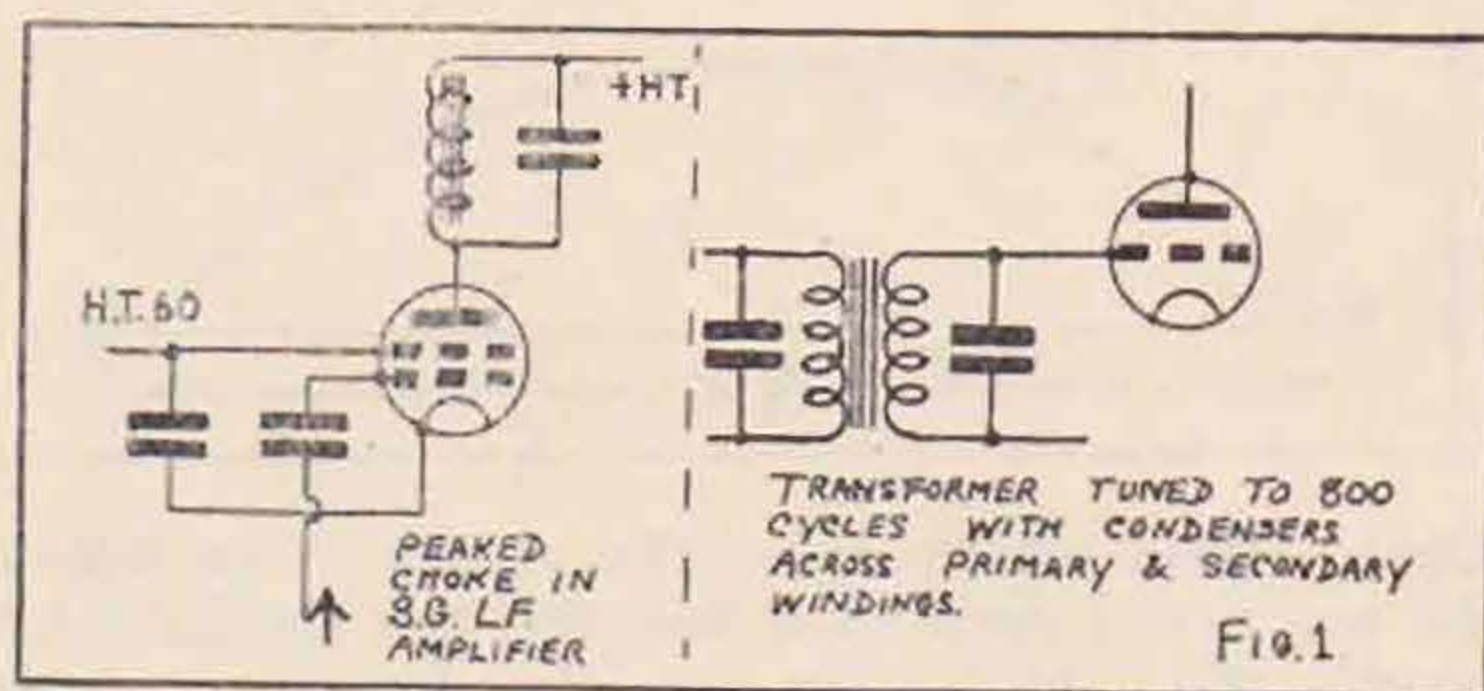 +HT
H.T. 60
PEAKED
CHOKE IN
S.G. LF
AMPLIFIER
TRANSFORMER TUNED TO 800
CYCLES WITH CONDENSERS
ACROSS PRIMARY & SECONDARY
WINDINGS.
FIG. 1